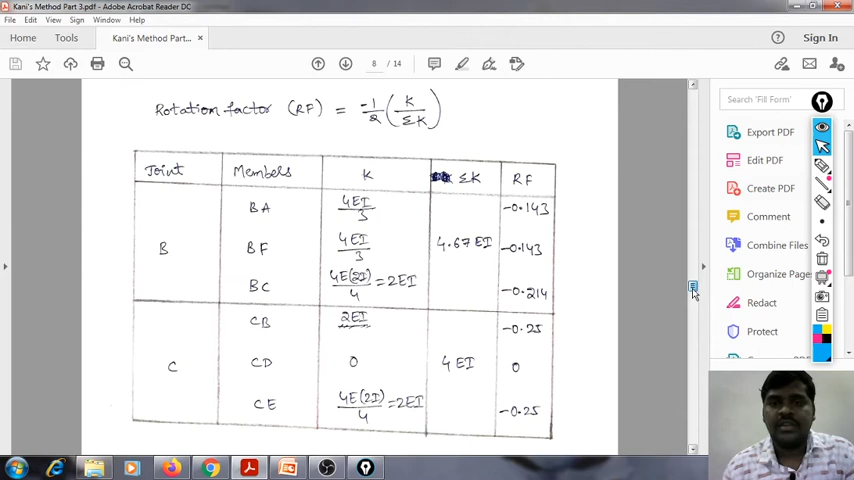 Kani's Method Part 3.pdf - Adobe Acrobat Reader DC
File Edit View Sign Window Help
Home Tools Kani's Method Part... × Sign In
8 / 14
Rotation factor (RF) = -1/2 (K/ΣK)
Joint Members K ΣK RF
BA 4EI/3 -0.143
B BF 4EI/3 4.67 EI -0.143
BC 4E(2I)/4 = 2EI -0.214
CB 2EI -0.25
C CD 0 4 EI 0
CE 4E(2I)/4 = 2EI -0.25
Search 'Fill Form'
Export PDF
Edit PDF
Create PDF
Comment
Combine Files
Organize Pages
Redact
Protect